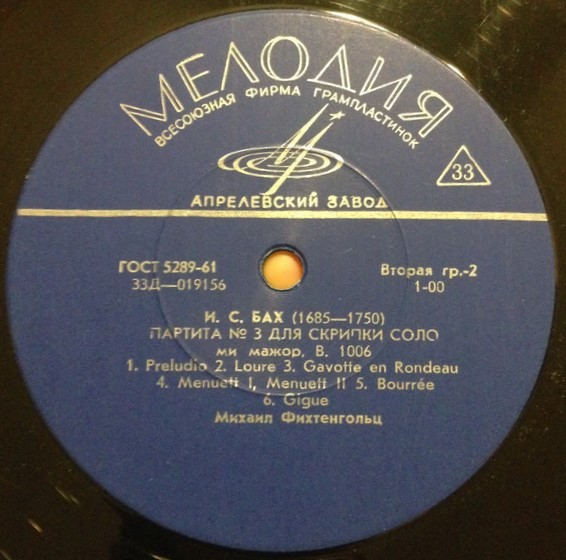 МЕЛОДИЯ
ВСЕСОЮЗНАЯ ФИРМА ГРАМПЛАСТИНОК
33
АПРЕЛЕВСКИЙ ЗАВОД
ГОСТ 5289-61
33Д—019156
Вторая гр.-2
1-00
И. С. БАХ (1685—1750)
ПАРТИТА № 3 ДЛЯ СКРИПКИ СОЛО
ми мажор, В. 1006
1. Preludio 2. Loure 3. Gavotte en Rondeau
4. Menuett I, Menuett II 5. Bourrée
6. Gigue
Михаил Фихтенгольц